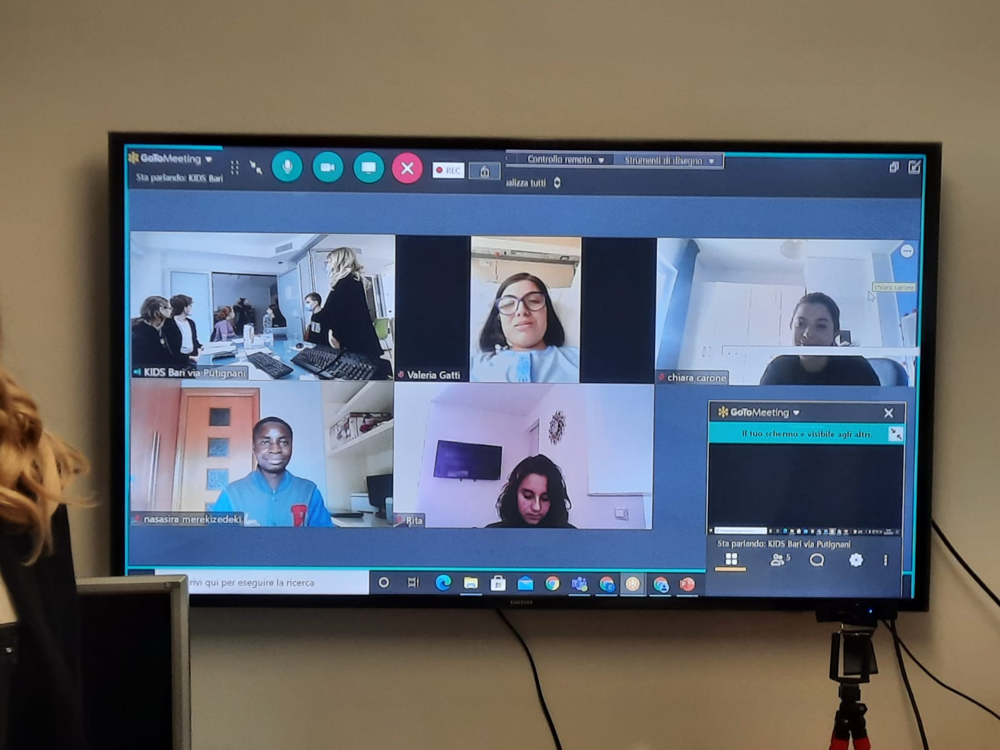 GoToMeeting
Sta parlando: KIDS Bari
REC
Controllo remoto
Strumenti di disegno
alizza tutti
KIDS Bari via Putignani
Valeria Gatti
chiara carone
chiara carone
nasasira merekizedeki
Rita
GoToMeeting
Il tuo schermo è visibile agli altri.
Sta parlando: KIDS Bari via Putignani
5
rivi qui per eseguire la ricerca
SAMSUNG